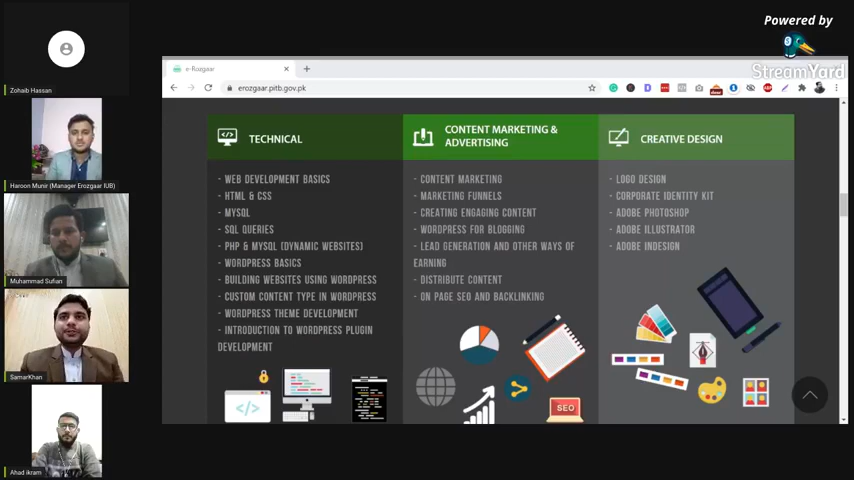 Powered by
StreamYard
Zohaib Hassan
Haroon Munir (Manager Erozgaar IUB)
Muhammad Sufian
SamarKhan
Ahad ikram
e-Rozgaar
erozgaar.pitb.gov.pk
TECHNICAL
- WEB DEVELOPMENT BASICS
- HTML & CSS
- MYSQL
- SQL QUERIES
- PHP & MYSQL (DYNAMIC WEBSITES)
- WORDPRESS BASICS
- BUILDING WEBSITES USING WORDPRESS
- CUSTOM CONTENT TYPE IN WORDPRESS
- WORDPRESS THEME DEVELOPMENT
- INTRODUCTION TO WORDPRESS PLUGIN
DEVELOPMENT
CONTENT MARKETING &
ADVERTISING
- CONTENT MARKETING
- MARKETING FUNNELS
- CREATING ENGAGING CONTENT
- WORDPRESS FOR BLOGGING
- LEAD GENERATION AND OTHER WAYS OF
EARNING
- DISTRIBUTE CONTENT
- ON PAGE SEO AND BACKLINKING
SEO
CREATIVE DESIGN
- LOGO DESIGN
- CORPORATE IDENTITY KIT
- ADOBE PHOTOSHOP
- ADOBE ILLUSTRATOR
- ADOBE INDESIGN